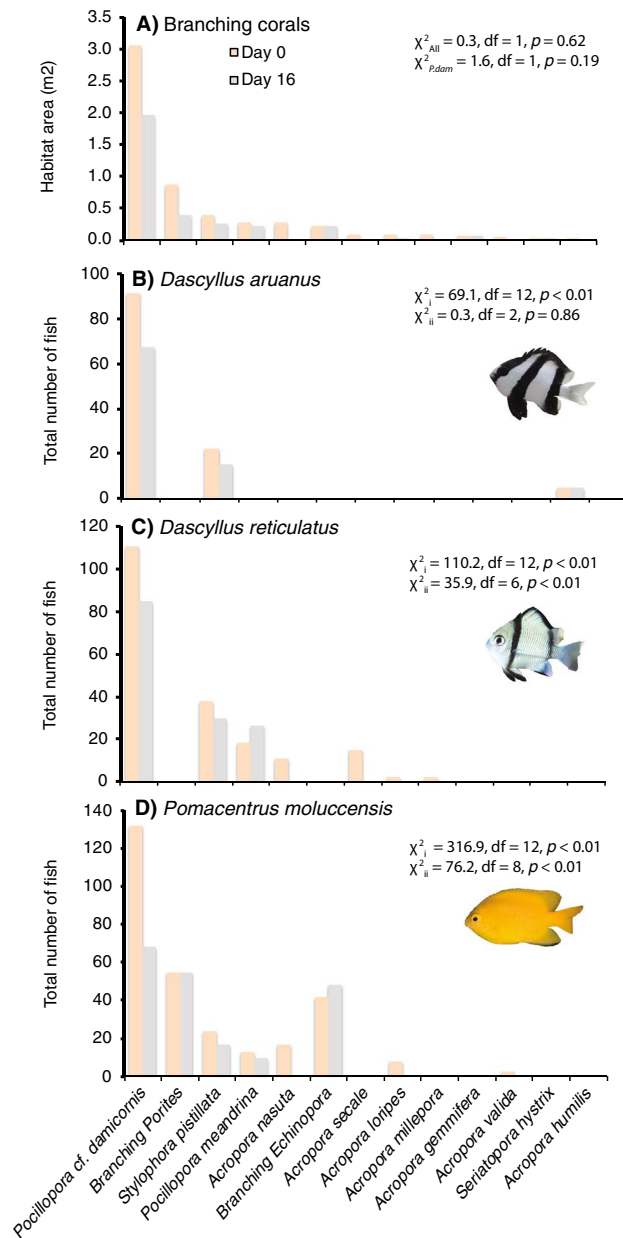 A) Branching corals
Day 0
Day 16
χ²All = 0.3, df = 1, p = 0.62
χ²P.dam = 1.6, df = 1, p = 0.19
Habitat area (m2)
3.5
3.0
2.5
2.0
1.5
1.0
0.5
0.0
B) Dascyllus aruanus
χ²i = 69.1, df = 12, p < 0.01
χ²ii = 0.3, df = 2, p = 0.86
Total number of fish
100
80
60
40
20
0
C) Dascyllus reticulatus
χ²i = 110.2, df = 12, p < 0.01
χ²ii = 35.9, df = 6, p < 0.01
Total number of fish
120
100
80
60
40
20
0
D) Pomacentrus moluccensis
χ²i = 316.9, df = 12, p < 0.01
χ²ii = 76.2, df = 8, p < 0.01
Total number of fish
140
120
100
80
60
40
20
0
Pocillopora cf. damicornis
Branching Porites
Stylophora pistillata
Pocillopora meandrina
Acropora nasuta
Branching Echinopora
Acropora secale
Acropora loripes
Acropora millepora
Acropora gemmifera
Acropora valida
Seriatopora hystrix
Acropora humilis